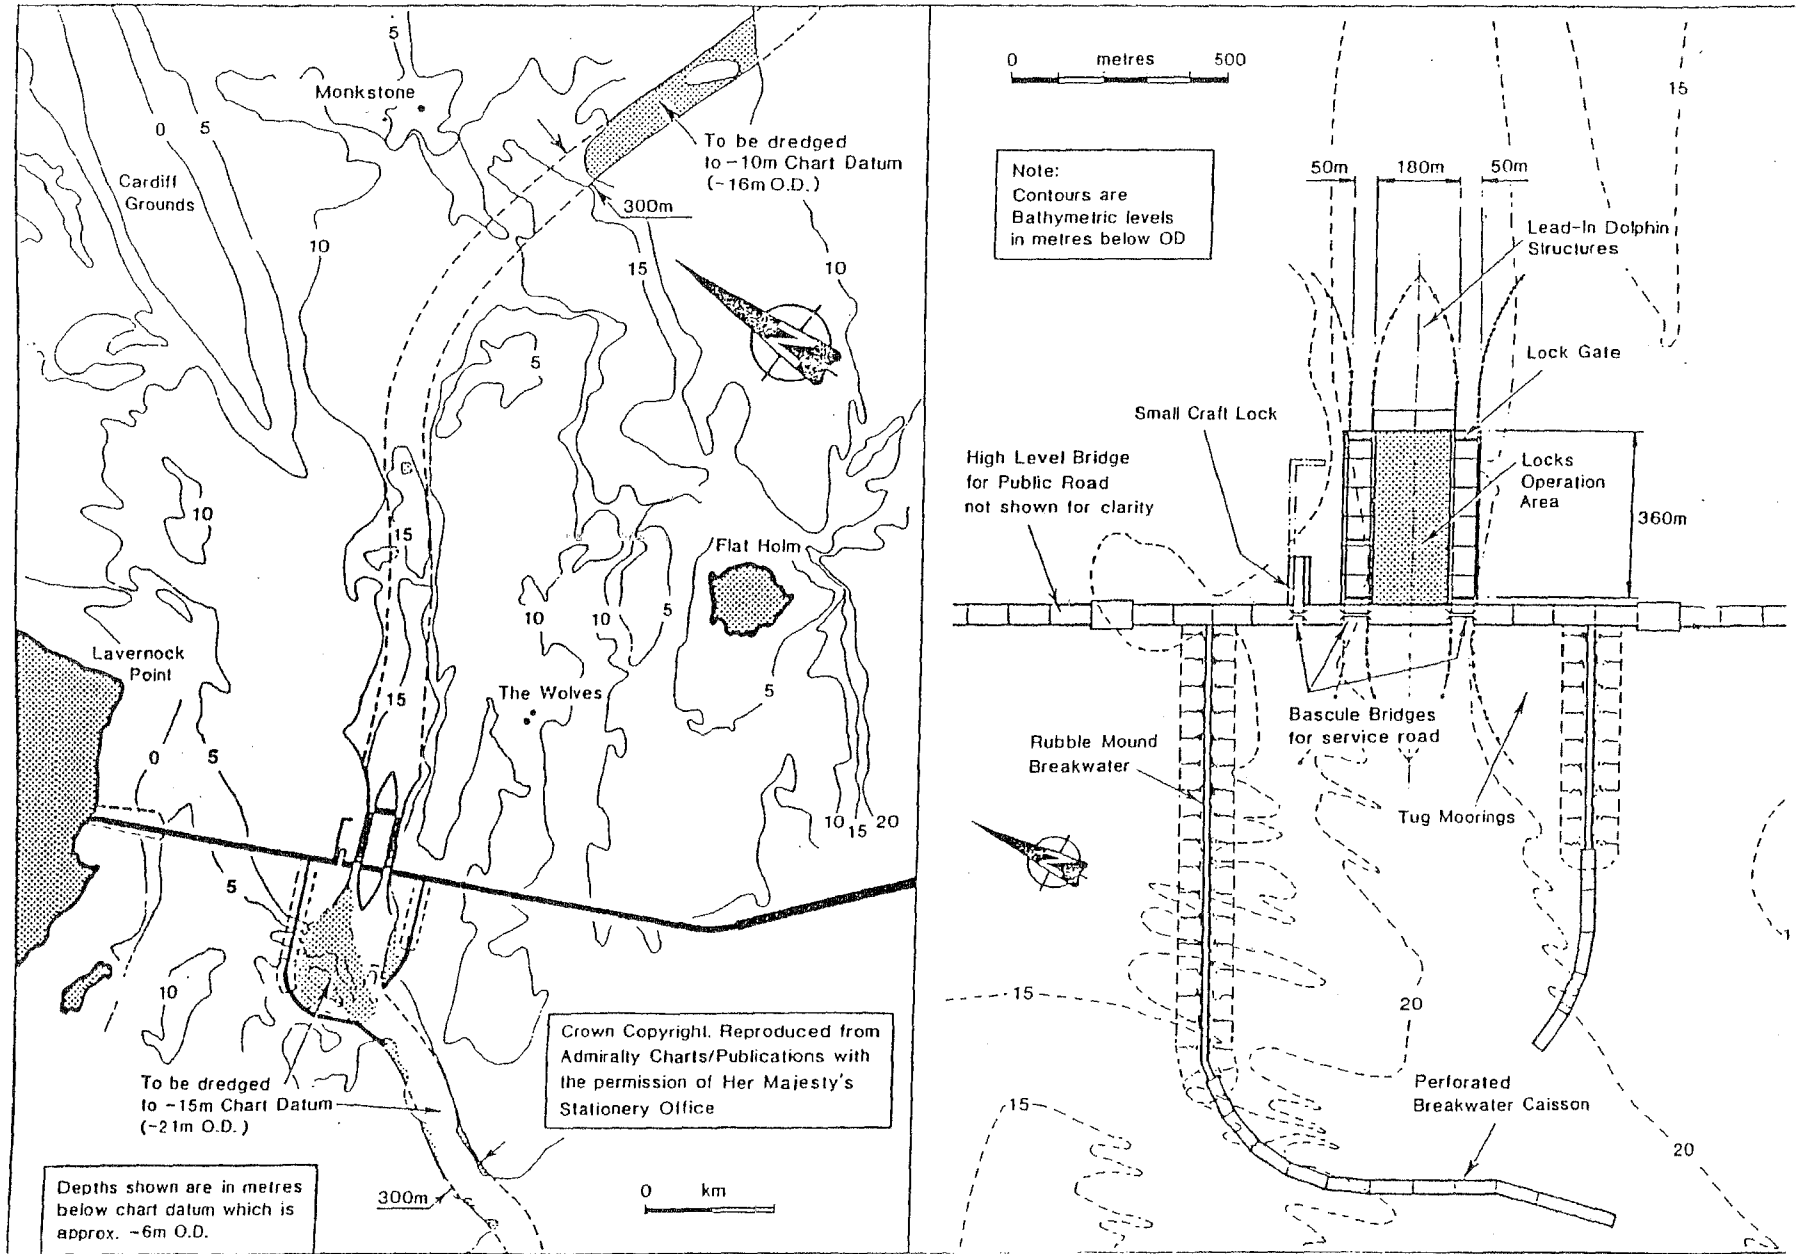 5
Monkstone
0
5
To be dredged
to -10m Chart Datum
(-16m O.D.)
Cardiff
Grounds
300m
10
15
10
5
10
15
Flat Holm
10
10
5
Lavernock
Point
15
The Wolves
5
0
5
10
15
20
5
10
Crown Copyright. Reproduced from
Admiralty Charts/Publications with
the permission of Her Majesty's
Stationery Office
To be dredged
to -15m Chart Datum
(-21m O.D.)
Depths shown are in metres
below chart datum which is
approx. -6m O.D.
300m
0 km
0 metres 500
15
Note:
Contours are
Bathymetric levels
in metres below OD
50m
180m
50m
Lead-In Dolphin
Structures
Lock Gate
Small Craft Lock
High Level Bridge
for Public Road
not shown for clarity
Locks
Operation
Area
360m
Bascule Bridges
for service road
Rubble Mound
Breakwater
Tug Moorings
15
20
15
Perforated
Breakwater Caisson
20